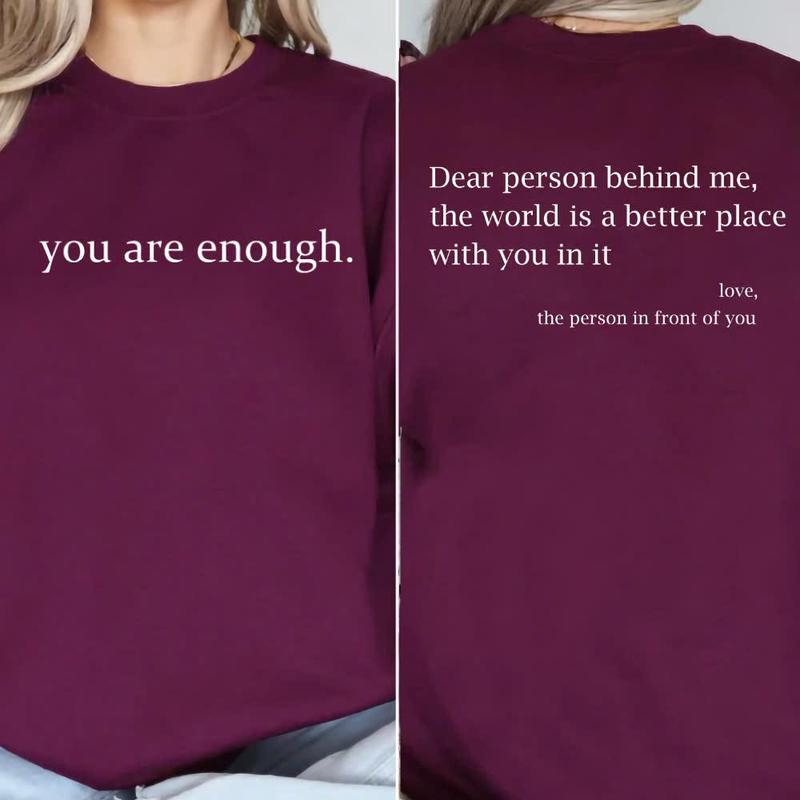 you are enough.
Dear person behind me,
the world is a better place
with you in it
love,
the person in front of you